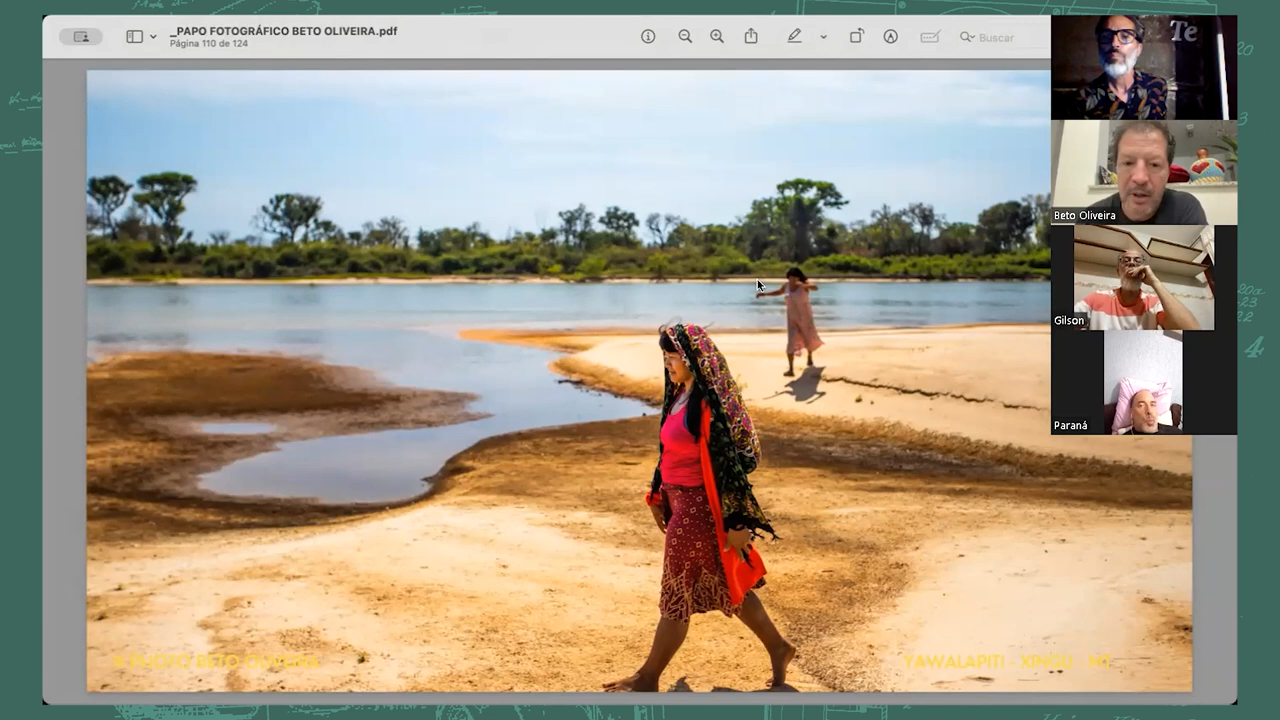 _PAPO FOTOGRÁFICO BETO OLIVEIRA.pdf
Página 110 de 124
Buscar
Te
Beto Oliveira
Gilson
Paraná
© PHOTO BETO OLIVEIRA
YAWALAPITI - XINGU - MT